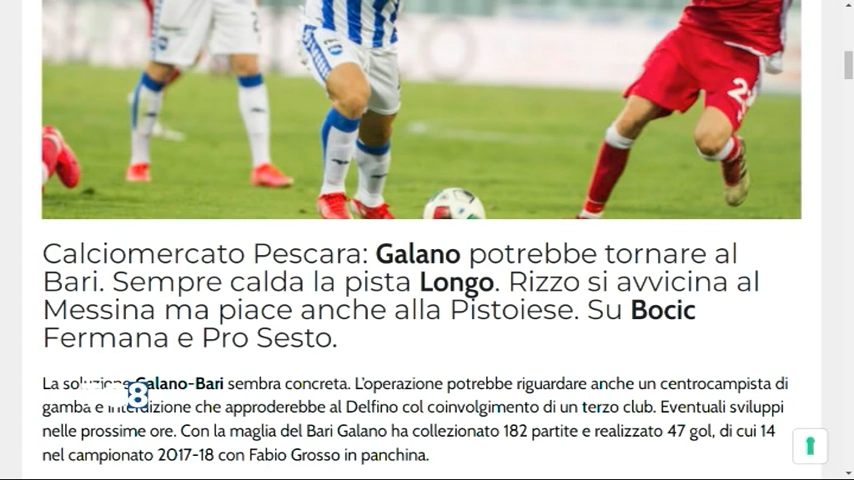 Calciomercato Pescara: Galano potrebbe tornare al
Bari. Sempre calda la pista Longo. Rizzo si avvicina al
Messina ma piace anche alla Pistoiese. Su Bocic
Fermana e Pro Sesto.
La soluzione Galano-Bari sembra concreta. L'operazione potrebbe riguardare anche un centrocampista di
gamba e interdizione che approderebbe al Delfino col coinvolgimento di un terzo club. Eventuali sviluppi
nelle prossime ore. Con la maglia del Bari Galano ha collezionato 182 partite e realizzato 47 gol, di cui 14
nel campionato 2017-18 con Fabio Grosso in panchina.
8